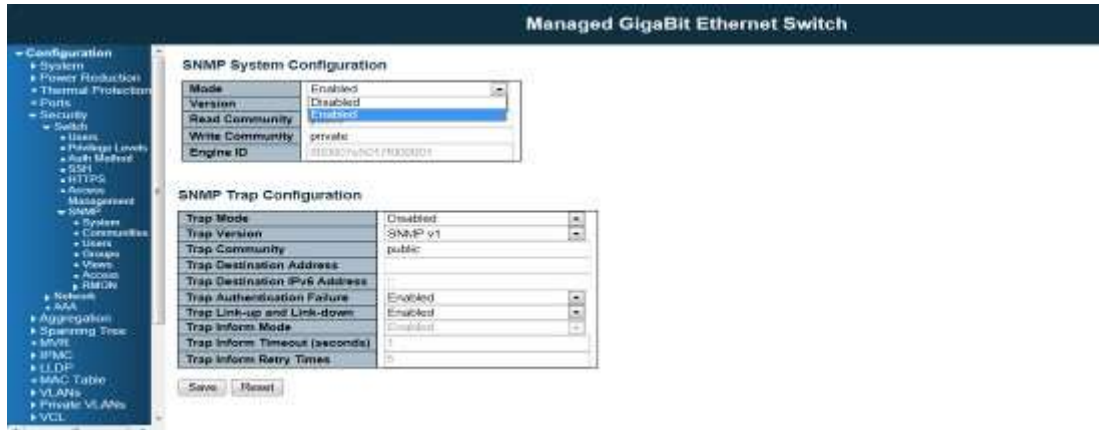 Managed GigaBit Ethernet Switch
Configuration
System
Power Reduction
Thermal Protection
Ports
Security
Switch
Users
Privilege Levels
Auth Method
SSH
HTTPS
Access
Management
SNMP
System
Communities
Users
Groups
Views
Access
RMON
Network
AAA
Aggregation
Spanning Tree
MVR
IPMC
LLDP
MAC Table
VLANs
Private VLANs
VCL
SNMP System Configuration
Mode Enabled
Disabled
Enabled
Version
Read Community
Write Community private
Engine ID
SNMP Trap Configuration
Trap Mode Disabled
Trap Version SNMP v1
Trap Community public
Trap Destination Address
Trap Destination IPv6 Address
Trap Authentication Failure Enabled
Trap Link-up and Link-down Enabled
Trap Inform Mode Enabled
Trap Inform Timeout (seconds) 1
Trap Inform Retry Times 5
Save Reset